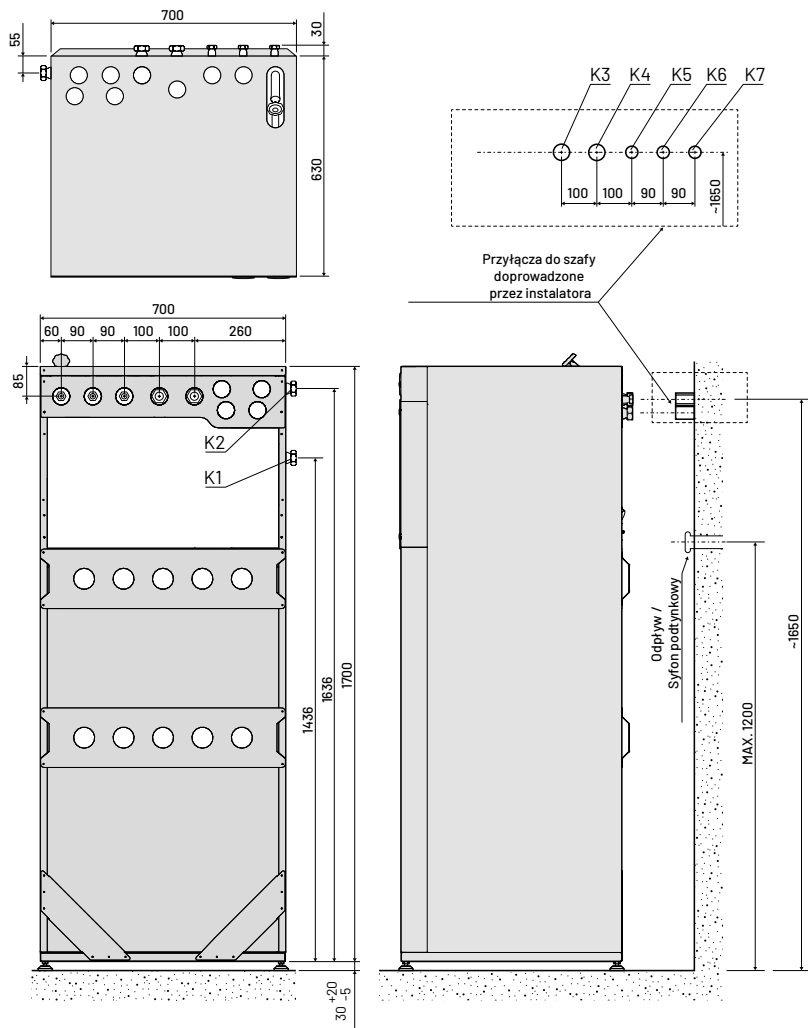 700
30
55
630
K3 K4 K5 K6 K7
100 100 90 90
~1650
Przyłącza do szafy
doprowadzone
przez instalatora
700
60 90 90 100 100 260
85
K2
K1
1436
1636
1700
30 +20 -5
Odpływ /
Syfon podtynkowy
MAX. 1200
~1650